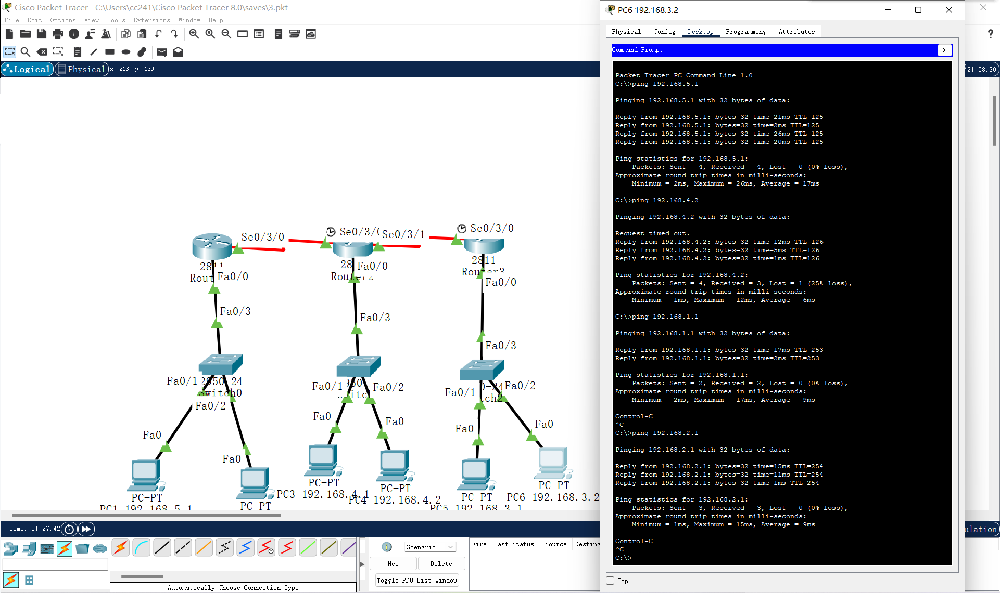 Cisco Packet Tracer - C:\Users\cc241\Cisco Packet Tracer 8.0\saves\3.pkt
File Edit Options View Tools Extensions Window Help
Logical Physical x: 213, y: 130
21:58:30
Se0/3/0
Se0/3/0
Se0/3/1
Se0/3/0
2811
28
2811
Rout
Fa0/0
Router2
Fa0/0
Router3
Fa0/0
Fa0/3
Fa0/3
Fa0/3
Fa0/1
2950-24
Switch0
Fa0/2
Fa0/1
Fa0/2
Fa0/1
Fa0/2
Fa0
Fa0
Fa0
Fa0
Fa0
Fa0
PC-PT
PC1 192.168.5.1
PC-PT
PC-PT
PC3 192.168.4.1
PC-PT
PC4 192.168.4.2
PC-PT
PC5 192.168.3.1
PC-PT
PC6 192.168.3.2
Time: 01:27:42
ulation
Scenario 0
New Delete
Toggle PDU List Window
Fire Last Status Source Destina
Automatically Choose Connection Type
PC6 192.168.3.2
Physical Config Desktop Programming Attributes
Command Prompt X
Packet Tracer PC Command Line 1.0
C:\>ping 192.168.5.1
Pinging 192.168.5.1 with 32 bytes of data:
Reply from 192.168.5.1: bytes=32 time=21ms TTL=125
Reply from 192.168.5.1: bytes=32 time=2ms TTL=125
Reply from 192.168.5.1: bytes=32 time=26ms TTL=125
Reply from 192.168.5.1: bytes=32 time=20ms TTL=125
Ping statistics for 192.168.5.1:
Packets: Sent = 4, Received = 4, Lost = 0 (0% loss),
Approximate round trip times in milli-seconds:
Minimum = 2ms, Maximum = 26ms, Average = 17ms
C:\>ping 192.168.4.2
Pinging 192.168.4.2 with 32 bytes of data:
Request timed out.
Reply from 192.168.4.2: bytes=32 time=12ms TTL=126
Reply from 192.168.4.2: bytes=32 time=5ms TTL=126
Reply from 192.168.4.2: bytes=32 time=1ms TTL=126
Ping statistics for 192.168.4.2:
Packets: Sent = 4, Received = 3, Lost = 1 (25% loss),
Approximate round trip times in milli-seconds:
Minimum = 1ms, Maximum = 12ms, Average = 6ms
C:\>ping 192.168.1.1
Pinging 192.168.1.1 with 32 bytes of data:
Reply from 192.168.1.1: bytes=32 time=17ms TTL=253
Reply from 192.168.1.1: bytes=32 time=2ms TTL=253
Ping statistics for 192.168.1.1:
Packets: Sent = 2, Received = 2, Lost = 0 (0% loss),
Approximate round trip times in milli-seconds:
Minimum = 2ms, Maximum = 17ms, Average = 9ms
Control-C
^C
C:\>ping 192.168.2.1
Pinging 192.168.2.1 with 32 bytes of data:
Reply from 192.168.2.1: bytes=32 time=15ms TTL=254
Reply from 192.168.2.1: bytes=32 time=11ms TTL=254
Reply from 192.168.2.1: bytes=32 time=1ms TTL=254
Ping statistics for 192.168.2.1:
Packets: Sent = 3, Received = 3, Lost = 0 (0% loss),
Approximate round trip times in milli-seconds:
Minimum = 1ms, Maximum = 15ms, Average = 9ms
Control-C
^C
C:\>
Top